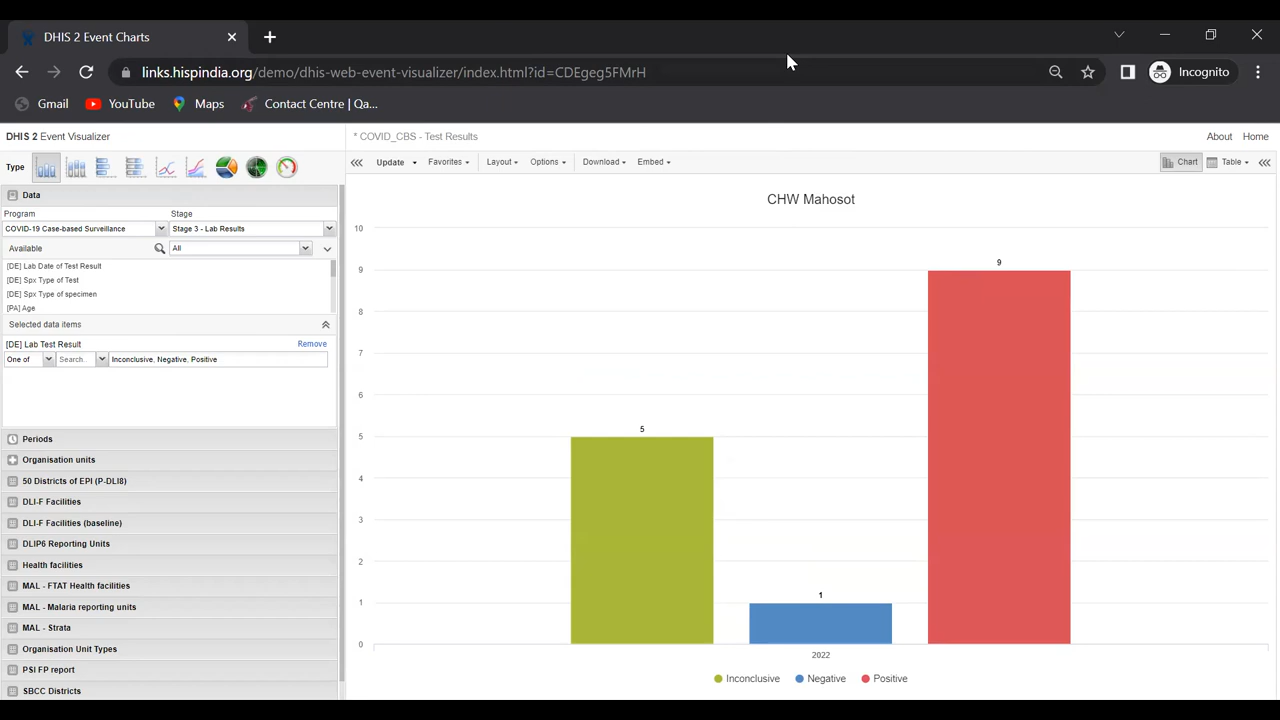 DHIS 2 Event Charts
links.hispindia.org/demo/dhis-web-event-visualizer/index.html?id=CDEgeg5FMrH
Incognito
Gmail
YouTube
Maps
Contact Centre | Qa...
DHIS 2 Event Visualizer
* COVID_CBS - Test Results
About
Home
Type
Update
Favorites
Layout
Options
Download
Embed
Chart
Table
Data
Program
Stage
COVID-19 Case-based Surveillance
Stage 3 - Lab Results
Available
All
[DE] Lab Date of Test Result
[DE] Spx Type of Test
[DE] Spx Type of specimen
[PA] Age
Selected data items
[DE] Lab Test Result
Remove
One of
Search..
Inconclusive, Negative, Positive
Periods
Organisation units
50 Districts of EPI (P-DLI8)
DLI-F Facilities
DLI-F Facilities (baseline)
DLIP6 Reporting Units
Health facilities
MAL - FTAT Health facilities
MAL - Malaria reporting units
MAL - Strata
Organisation Unit Types
PSI FP report
SBCC Districts
CHW Mahosot
10
9
8
7
6
5
4
3
2
1
0
5
1
9
2022
Inconclusive
Negative
Positive